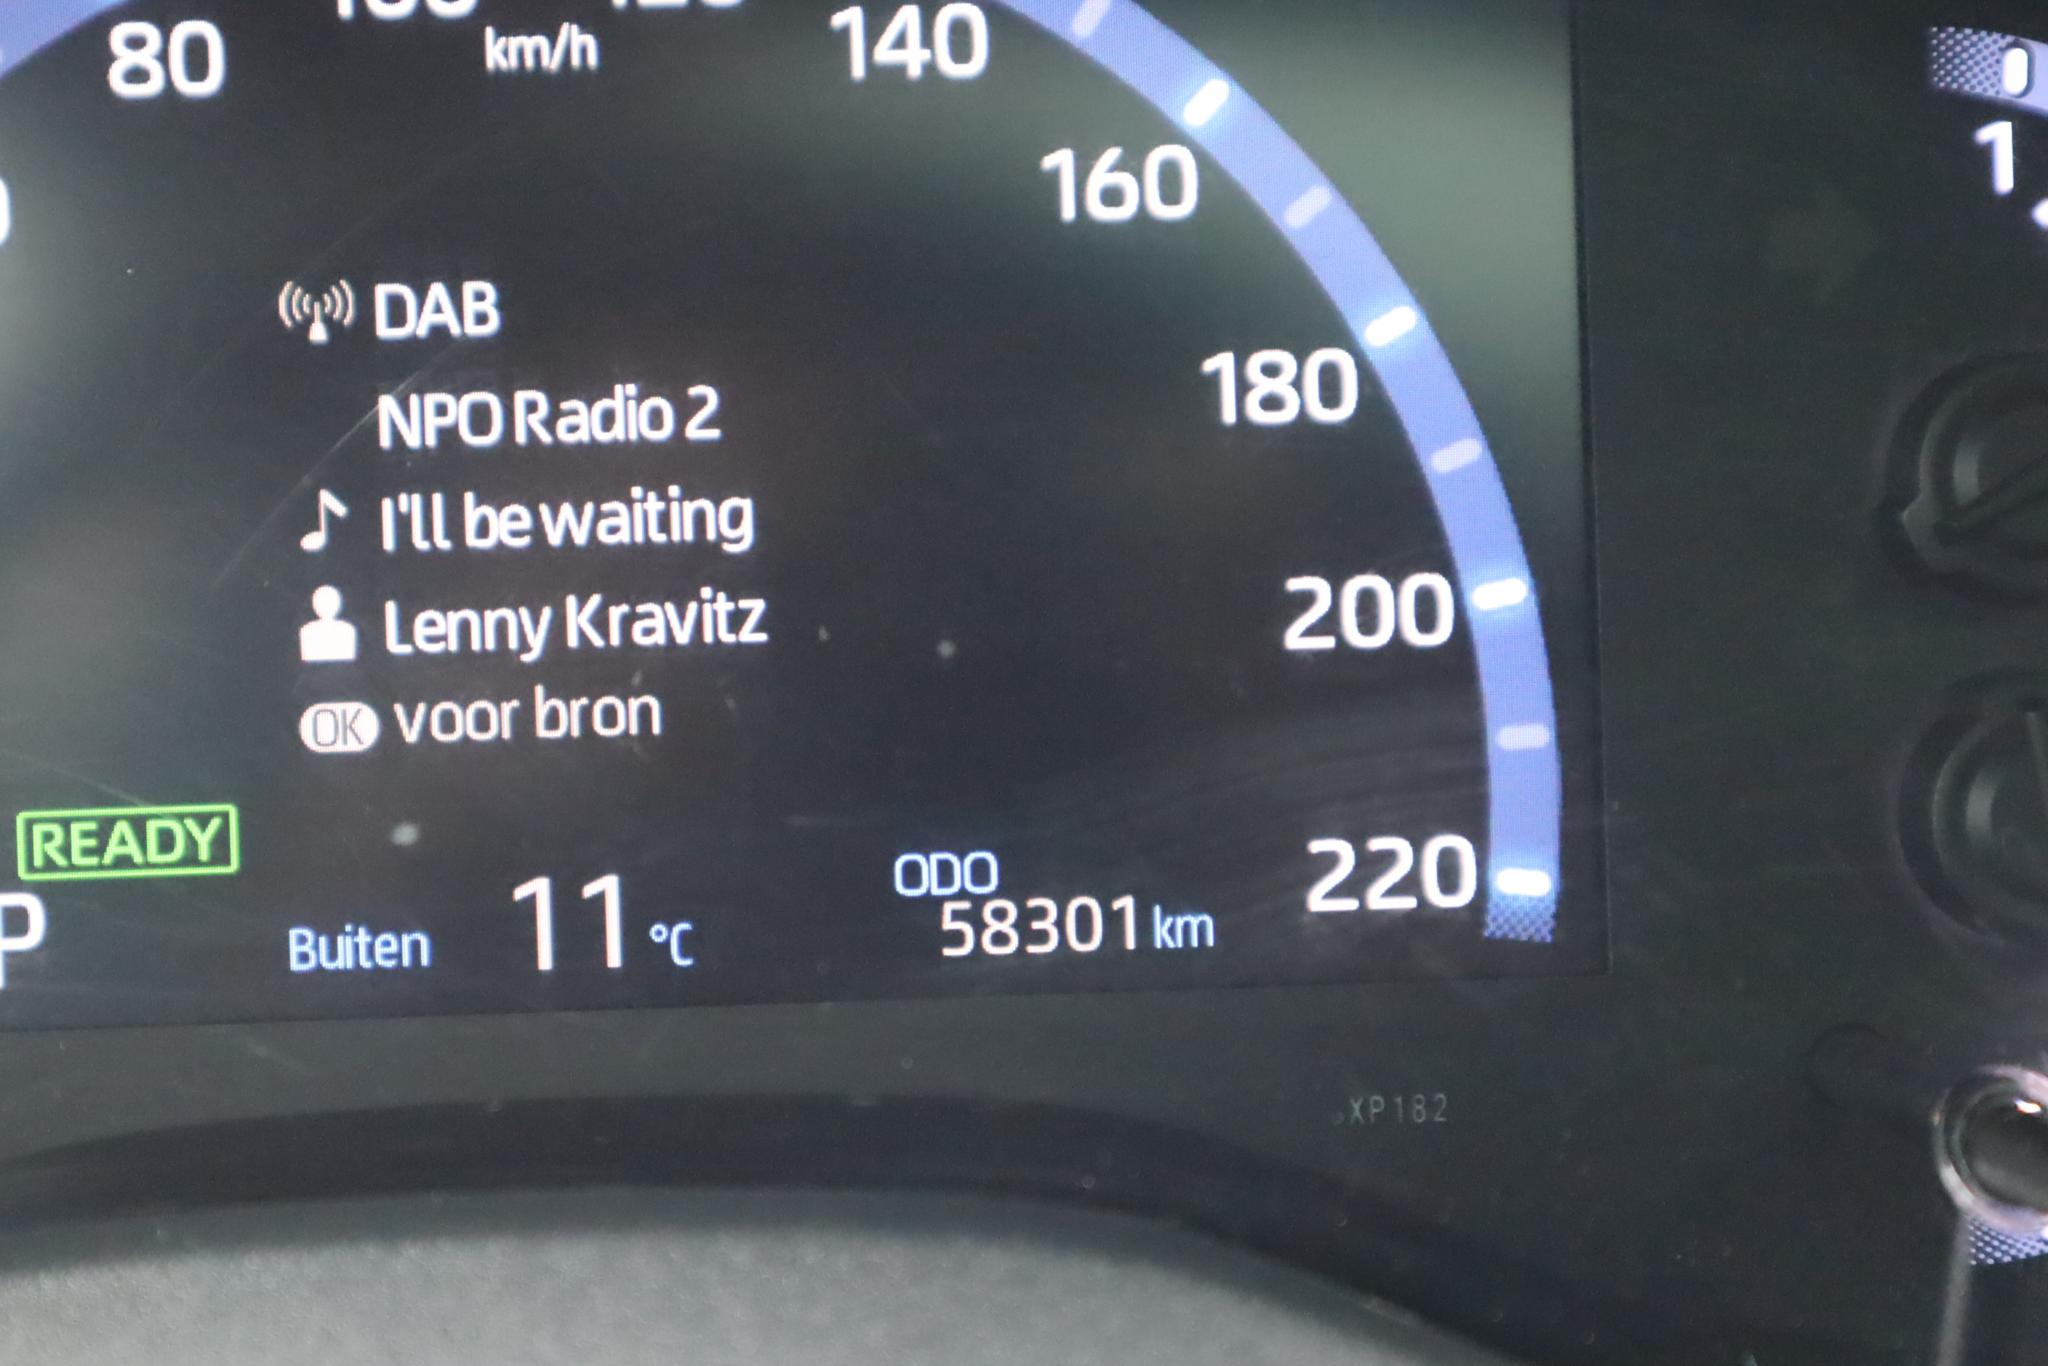 80
km/h
140
160
180
200
220
DAB
NPO Radio 2
I'll be waiting
Lenny Kravitz
OK voor bron
READY
P
Buiten 11 °C
ODO
58301 km
1
XP182